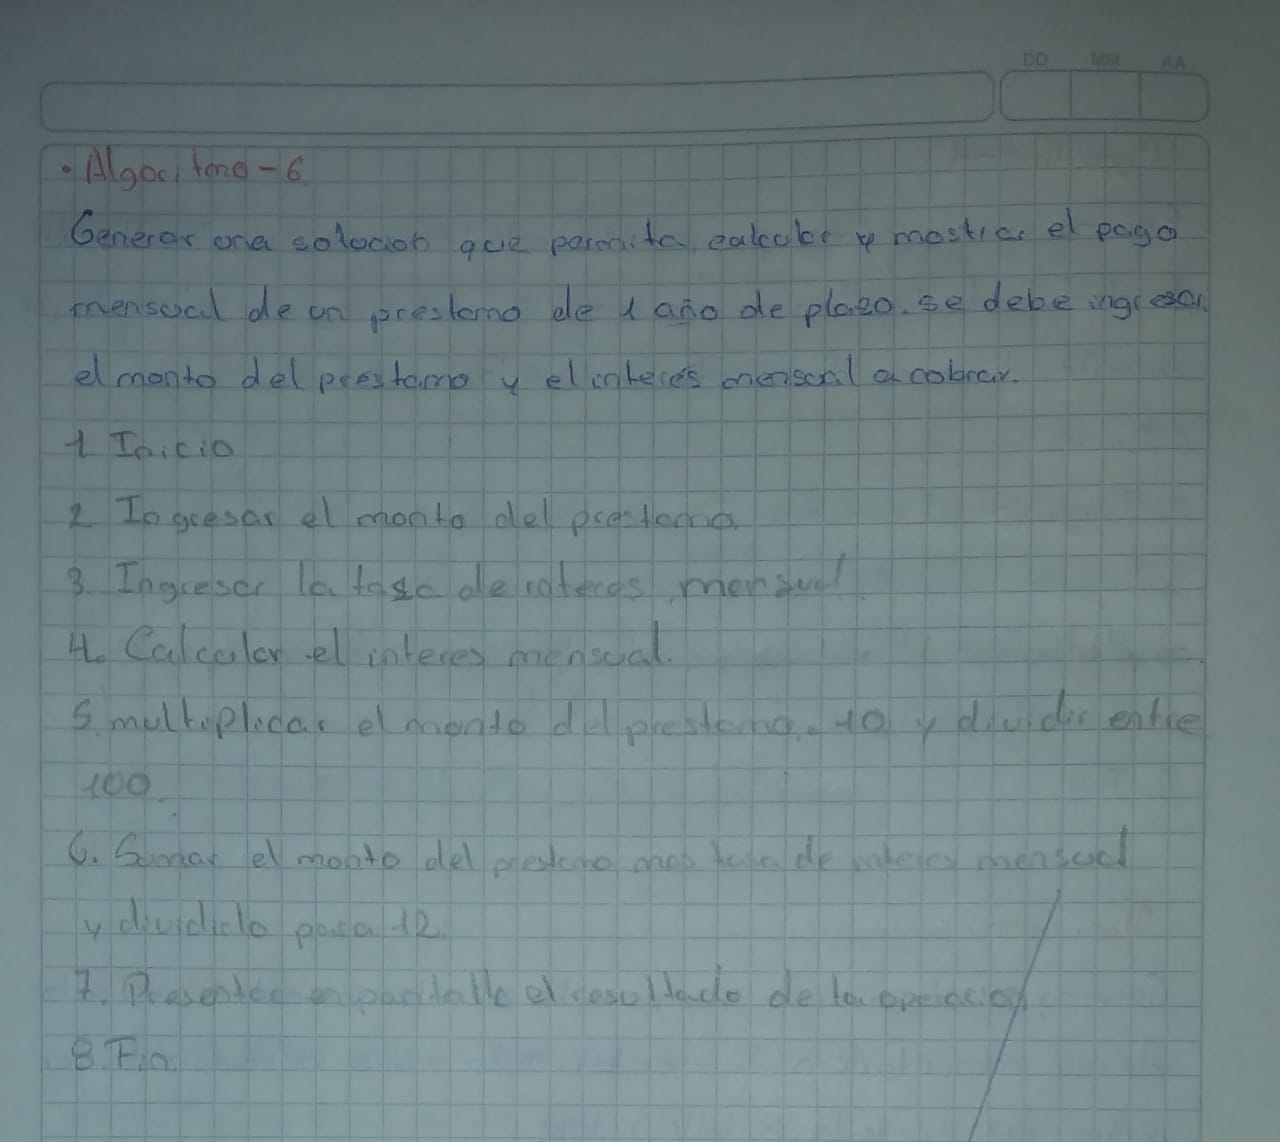 DD MM AA
• Algoritmo - 6
Generar una solucion que permita calcular y mostrar el pago
mensual de un prestamo de 1 año de plazo. se debe ingresar
el monto del prestamo y el interés mensual a cobrar.
1 Inicio
2 Ingresar el monto del prestamo
3. Ingresar la tasa de interes mensual
4. Calcular el interes mensual.
5. multiplicar el monto del prestamo. 10 y dividir entre
100.
6. Sumar el monto del prestamo mas tasa de interes mensual
y dividido para 12.
7. Presentar en pantalla el resultado de la operacion
8. Fin.